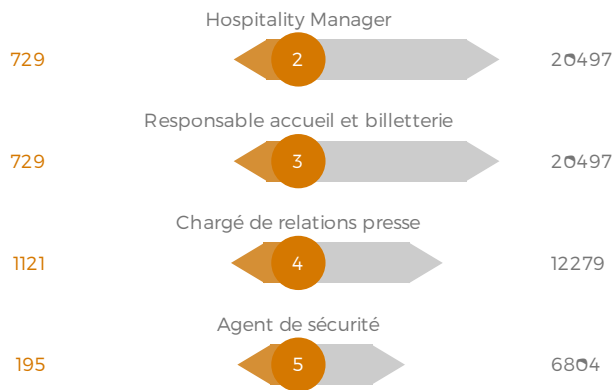 Hospitality Manager
729 2 20497
Responsable accueil et billetterie
729 3 20497
Chargé de relations presse
1121 4 12279
Agent de sécurité
195 5 6804